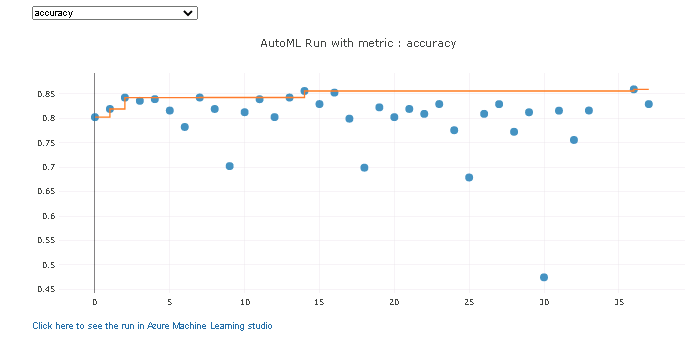 accuracy
AutoML Run with metric : accuracy
0.85
0.8
0.75
0.7
0.65
0.6
0.55
0.5
0.45
0 5 10 15 20 25 30 35
Click here to see the run in Azure Machine Learning studio